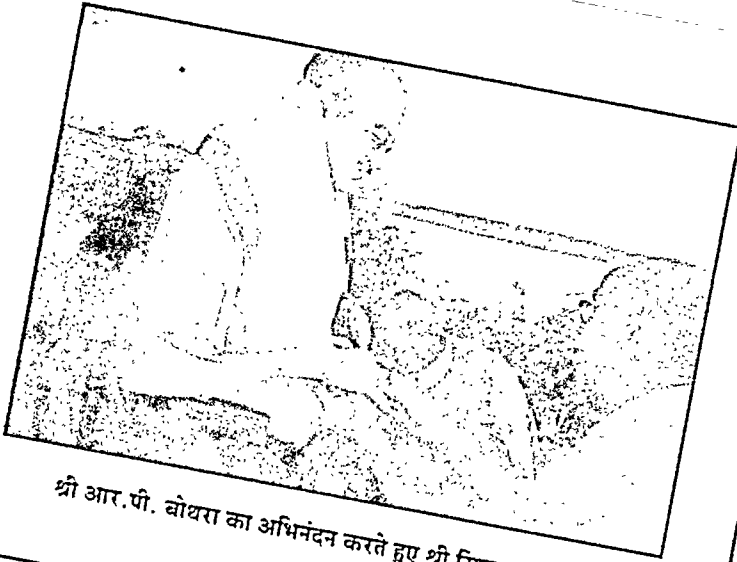 श्री आर.पी. बोथरा का अभिनंदन करते हुए श्री